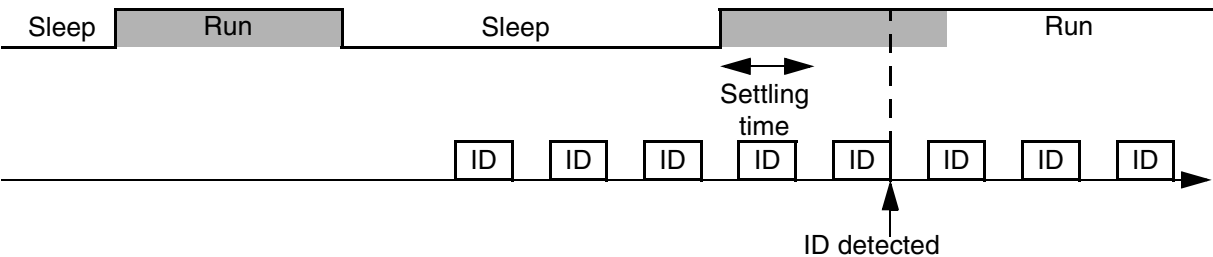 Sleep Run Sleep Run
Settling
time
ID ID ID ID ID ID ID ID
ID detected